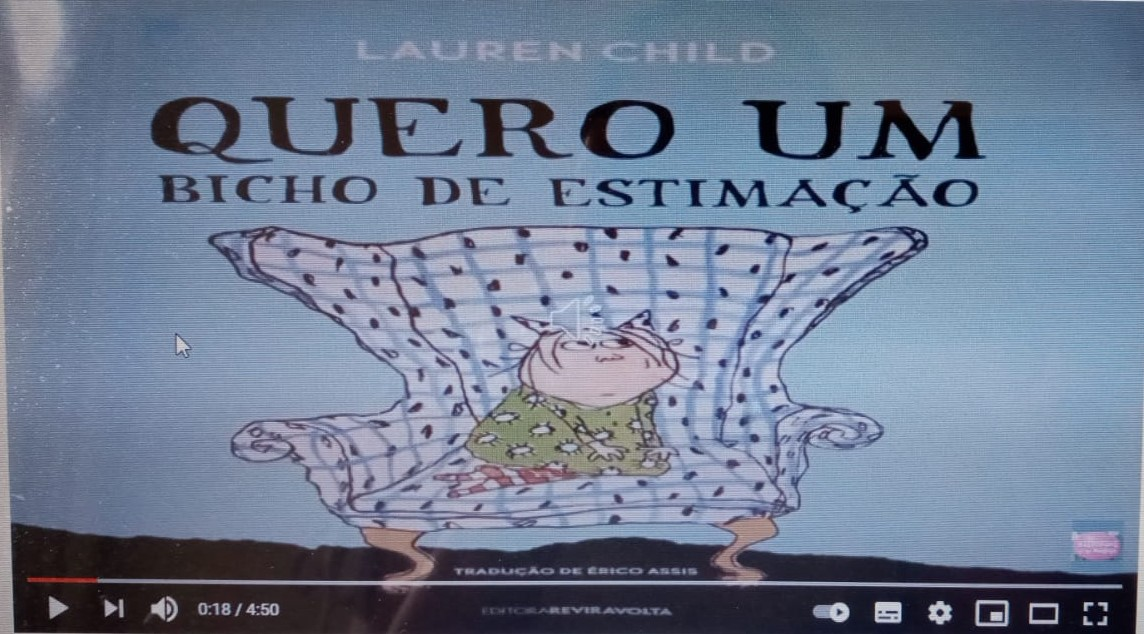 LAUREN CHILD
QUERO UM
BICHO DE ESTIMAÇÃO
TRADUÇÃO DE ÉRICO ASSIS
EDITORA REVIRAVOLTA
0:18 / 4:50